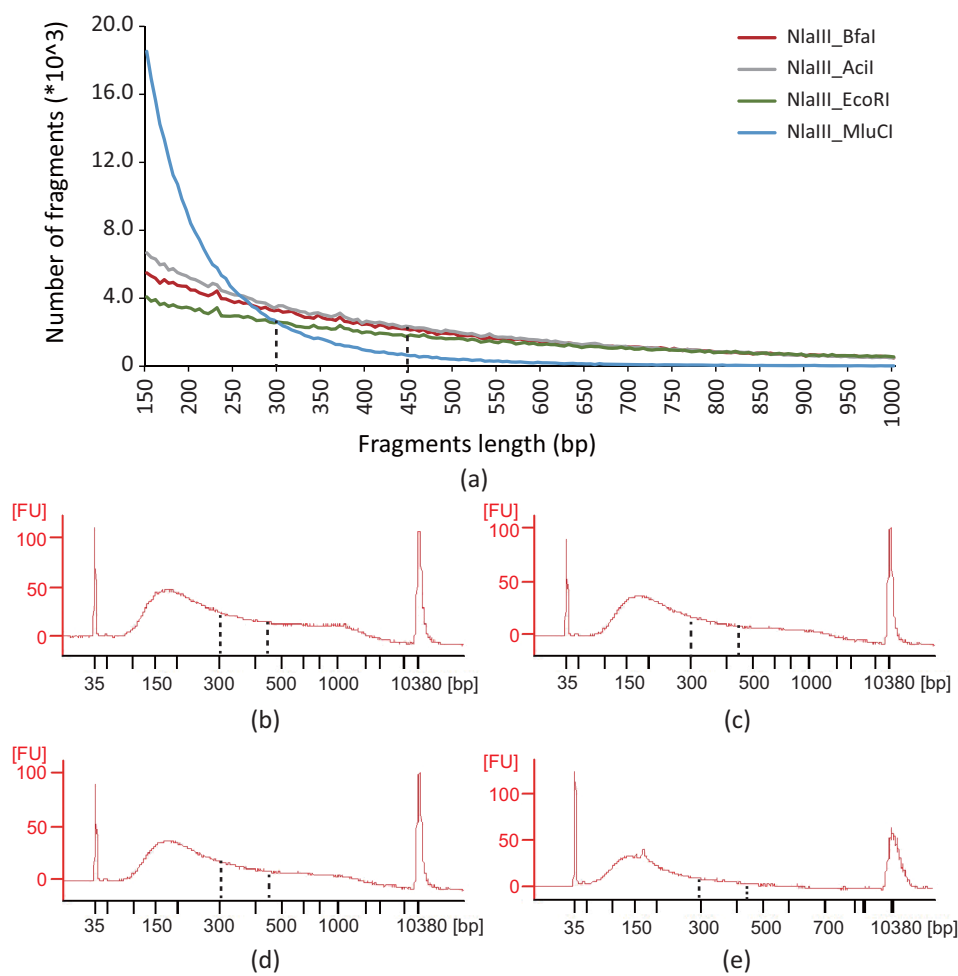 Number of fragments (*10^3)
20.0
16.0
12.0
8.0
4.0
0
NlaIII_BfaI
NlaIII_AciI
NlaIII_EcoRI
NlaIII_MluCI
150 200 250 300 350 400 450 500 550 600 650 700 750 800 850 900 950 1000
Fragments length (bp)
(a)
[FU]
100
50
0
35 150 300 500 1000 10380 [bp]
(b)
[FU]
100
50
0
35 150 300 500 1000 10380 [bp]
(c)
[FU]
100
50
0
35 150 300 500 1000 10380 [bp]
(d)
[FU]
100
50
0
35 150 300 500 700 10380 [bp]
(e)